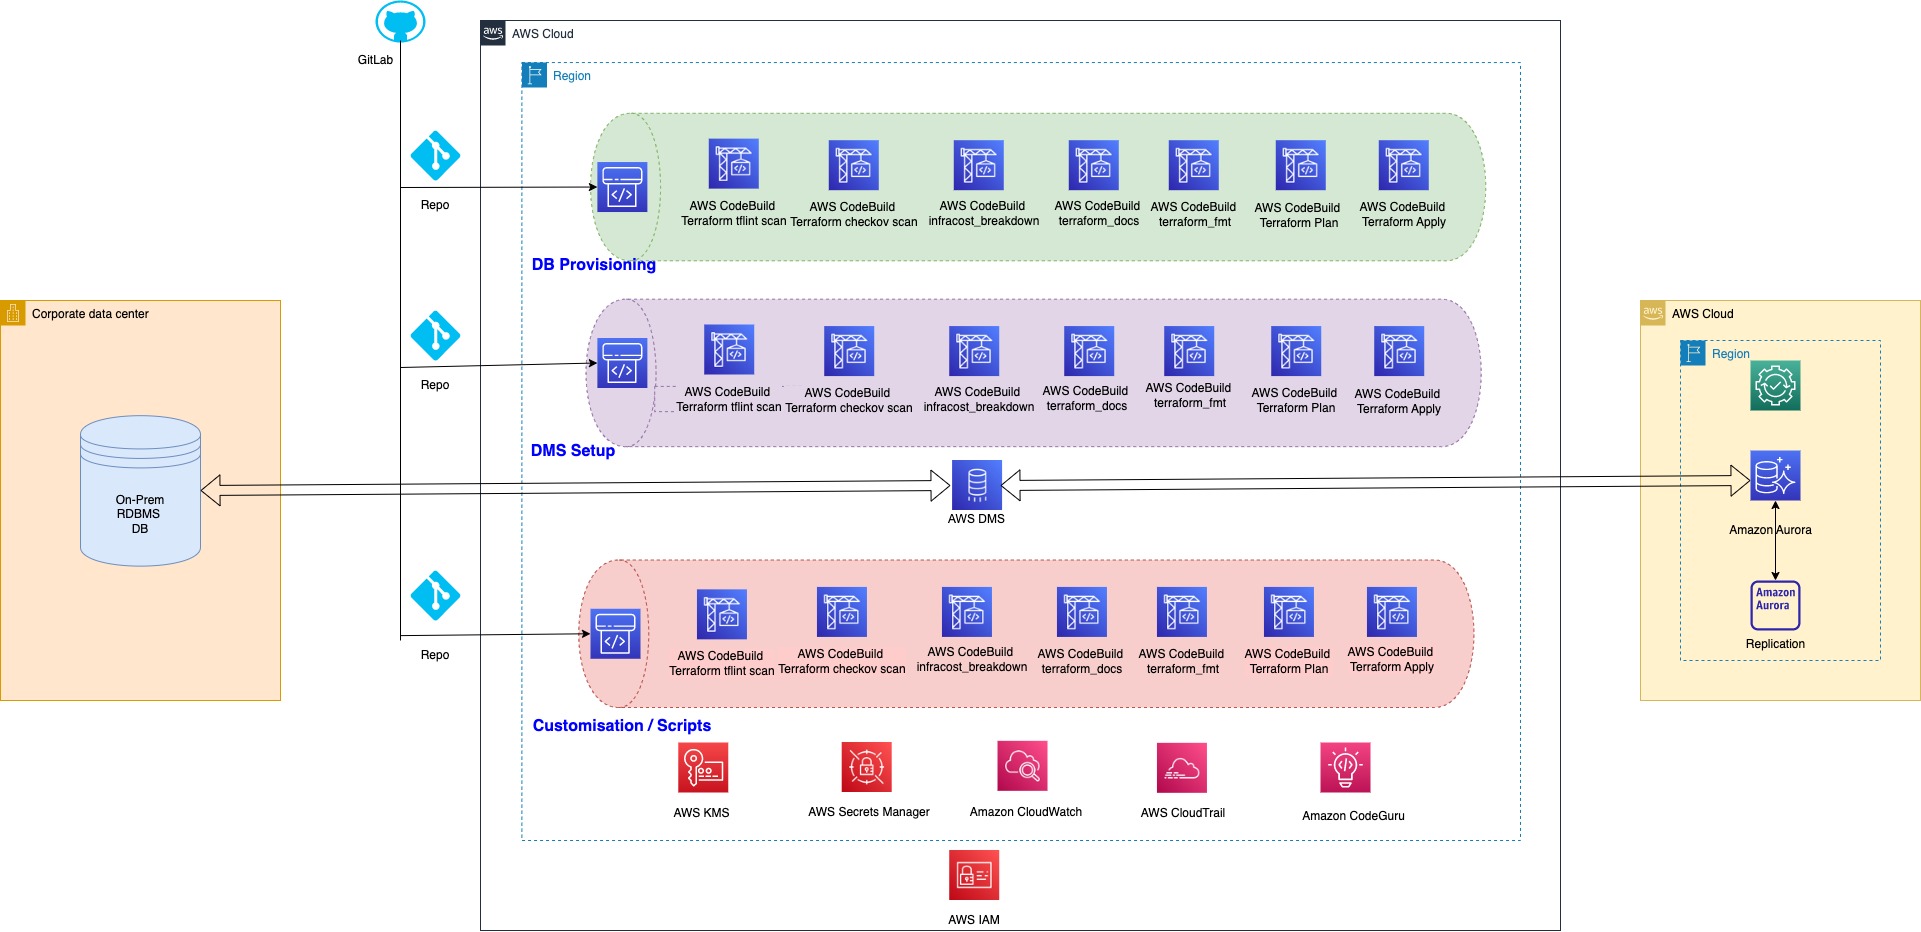 GitLab
aws
AWS Cloud
Region
Repo
AWS CodeBuild
Terraform tflint scan
AWS CodeBuild
Terraform checkov scan
AWS CodeBuild
infracost_breakdown
AWS CodeBuild
terraform_docs
AWS CodeBuild
terraform_fmt
AWS CodeBuild
Terraform Plan
AWS CodeBuild
Terraform Apply
DB Provisioning
Repo
AWS CodeBuild
Terraform tflint scan
AWS CodeBuild
Terraform checkov scan
AWS CodeBuild
infracost_breakdown
AWS CodeBuild
terraform_docs
AWS CodeBuild
terraform_fmt
AWS CodeBuild
Terraform Plan
AWS CodeBuild
Terraform Apply
DMS Setup
Corporate data center
On-Prem
RDBMS
DB
AWS DMS
aws
AWS Cloud
Region
Amazon Aurora
Amazon
Aurora
Replication
Repo
AWS CodeBuild
Terraform tflint scan
AWS CodeBuild
Terraform checkov scan
AWS CodeBuild
infracost_breakdown
AWS CodeBuild
terraform_docs
AWS CodeBuild
terraform_fmt
AWS CodeBuild
Terraform Plan
AWS CodeBuild
Terraform Apply
Customisation / Scripts
AWS KMS
AWS Secrets Manager
Amazon CloudWatch
AWS CloudTrail
Amazon CodeGuru
AWS IAM